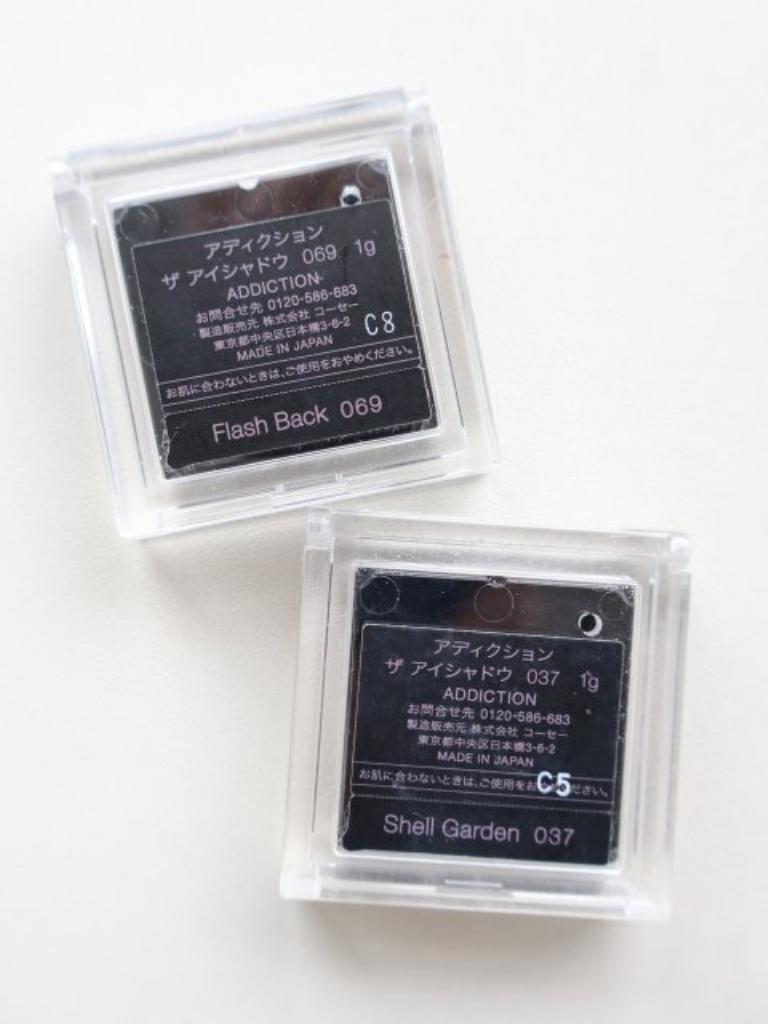 アディクション
ザ アイシャドウ 069 1g
ADDICTION
お問合せ先 0120-586-683
製造販売元 株式会社 コーセー
東京都中央区日本橋3-6-2
C8
MADE IN JAPAN
お肌に合わないときは、ご使用をおやめください。
Flash Back 069
アディクション
ザ アイシャドウ 037 1g
ADDICTION
お問合せ先 0120-586-683
製造販売元 株式会社 コーセー
東京都中央区日本橋3-6-2
MADE IN JAPAN
お肌に合わないときは、ご使用をお ださい。
C5
Shell Garden 037